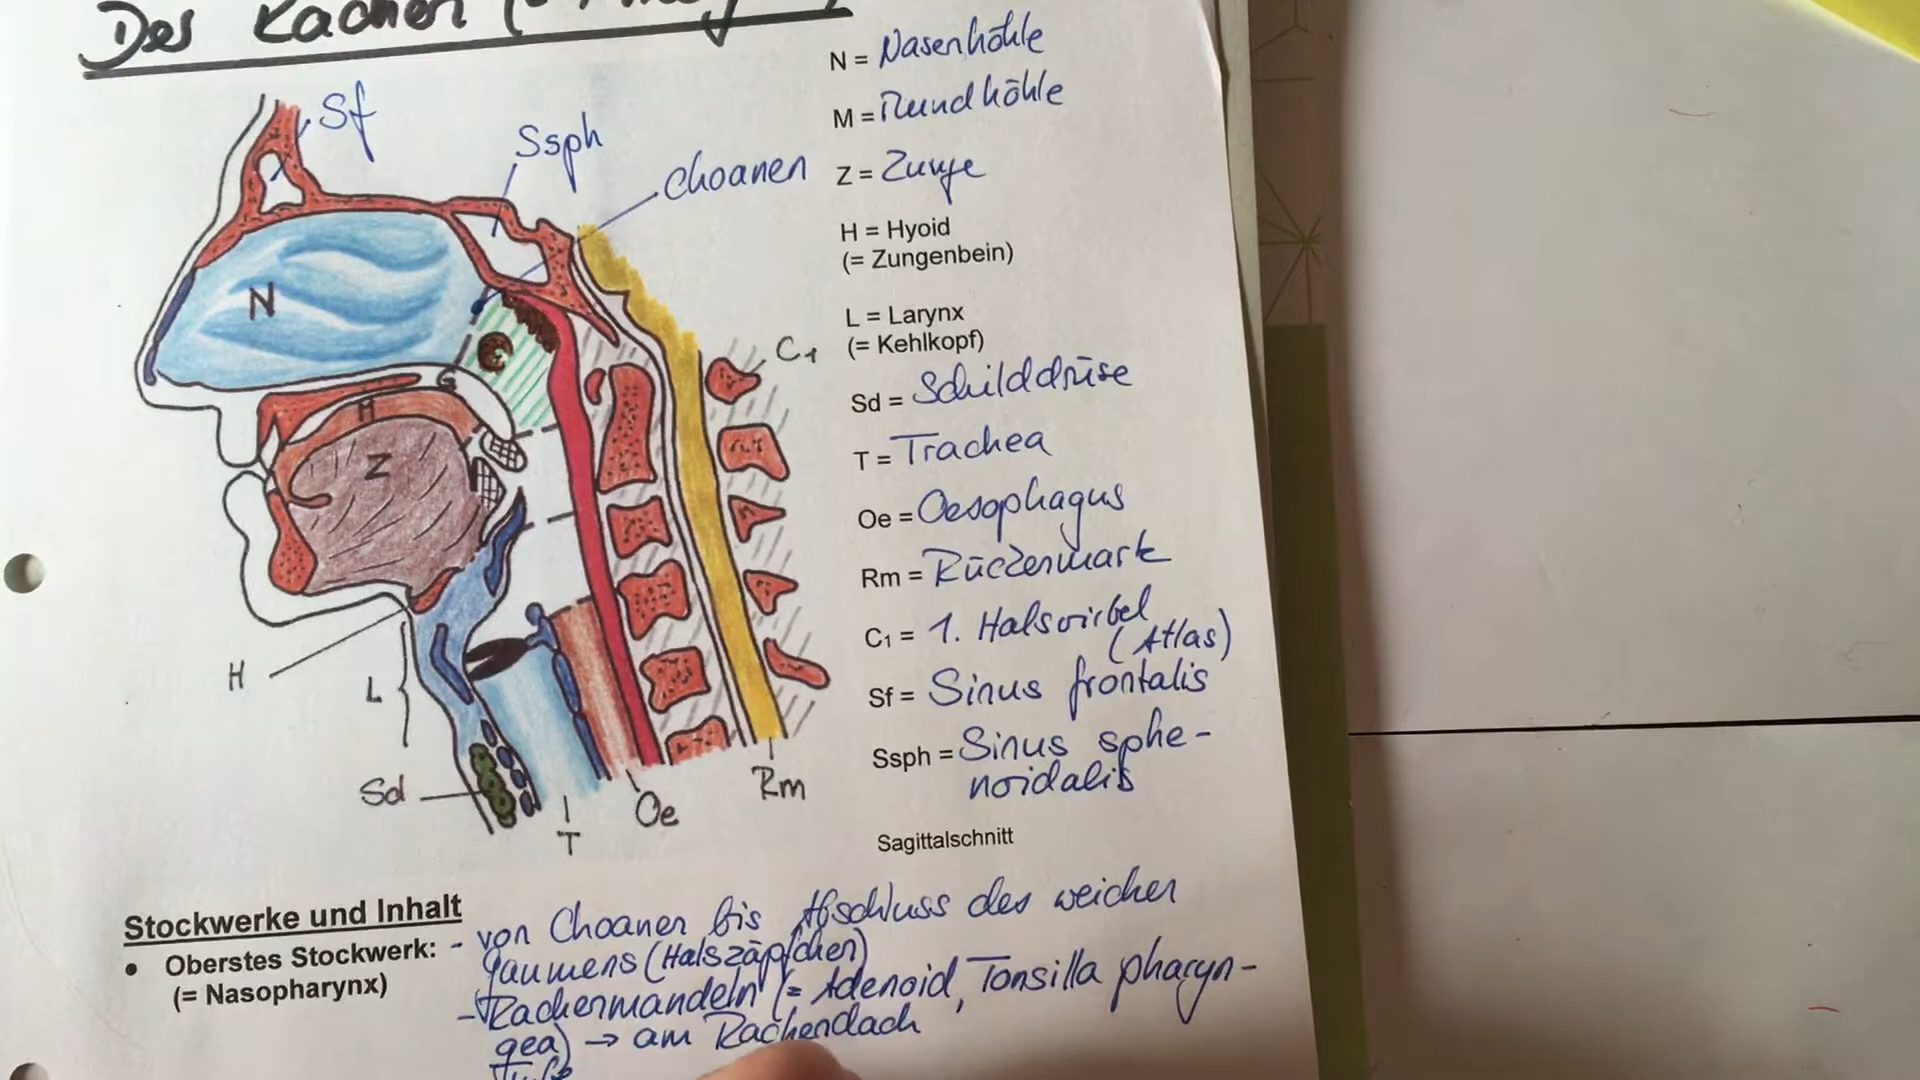 Der Rachen (=
Sf
Ssph
Choanen
N
M
Z
C₁
H
L
Sd
T
Oe
Rm
N = Nasenhöhle
M = Mundhöhle
Z = Zunge
H = Hyoid
(= Zungenbein)
L = Larynx
(= Kehlkopf)
Sd = Schilddrüse
T = Trachea
Oe = Oesophagus
Rm = Rückenmark
C₁ = 1. Halswirbel
(Atlas)
Sf = Sinus frontalis
Ssph = Sinus sphe-
noidalis
Sagittalschnitt
Stockwerke und Inhalt
• Oberstes Stockwerk:
(= Nasopharynx)
- von Choanen bis Abschluss des weichen
Gaumens (Halszäpfchen)
- Rachenmandeln (= Adenoid, Tonsilla pharyn-
gea) → am Rachendach